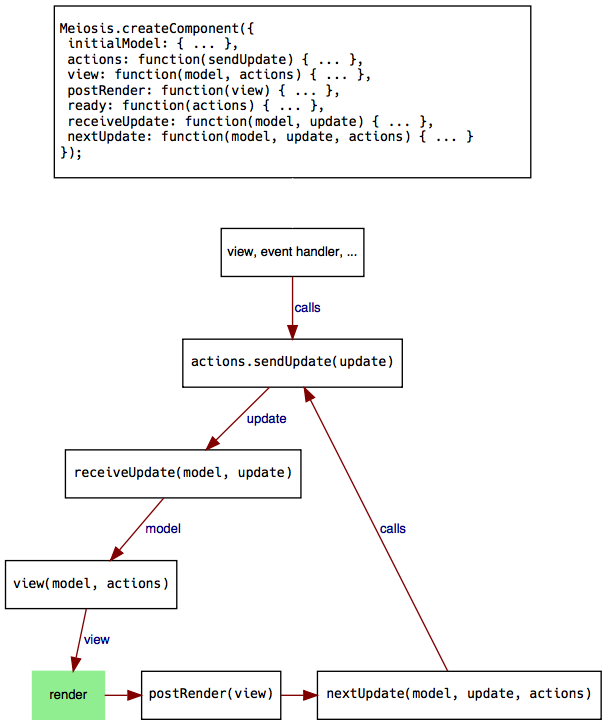 Meiosis.createComponent({
 initialModel: { ... },
 actions: function(sendUpdate) { ... },
 view: function(model, actions) { ... },
 postRender: function(view) { ... },
 ready: function(actions) { ... },
 receiveUpdate: function(model, update) { ... },
 nextUpdate: function(model, update, actions) { ... }
});
view, event handler, ...
calls
actions.sendUpdate(update)
update
receiveUpdate(model, update)
model
calls
view(model, actions)
view
render
postRender(view)
nextUpdate(model, update, actions)